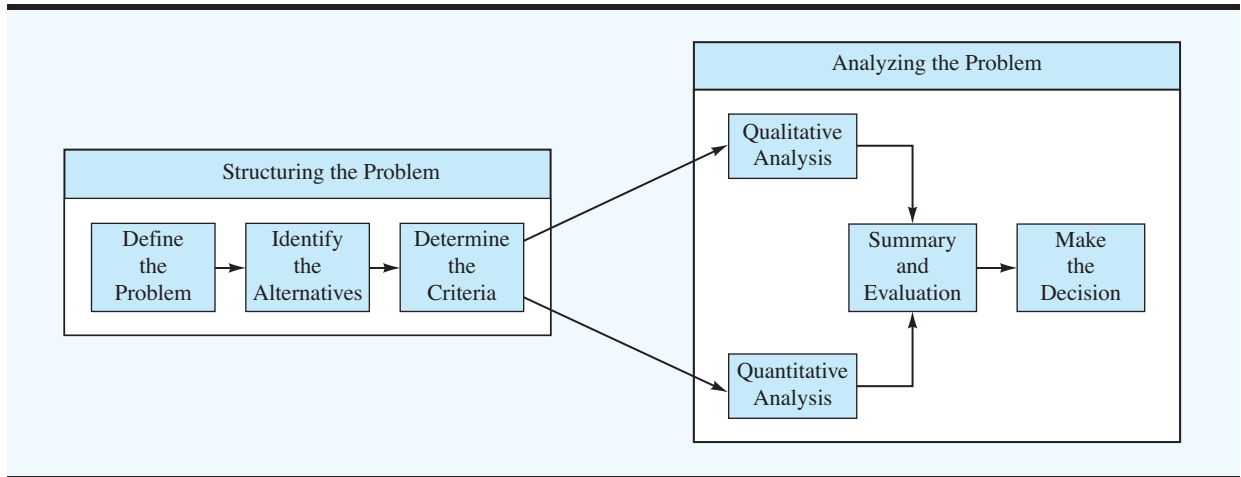 Structuring the Problem
Define
the
Problem
Identify
the
Alternatives
Determine
the
Criteria
Analyzing the Problem
Qualitative
Analysis
Quantitative
Analysis
Summary
and
Evaluation
Make
the
Decision